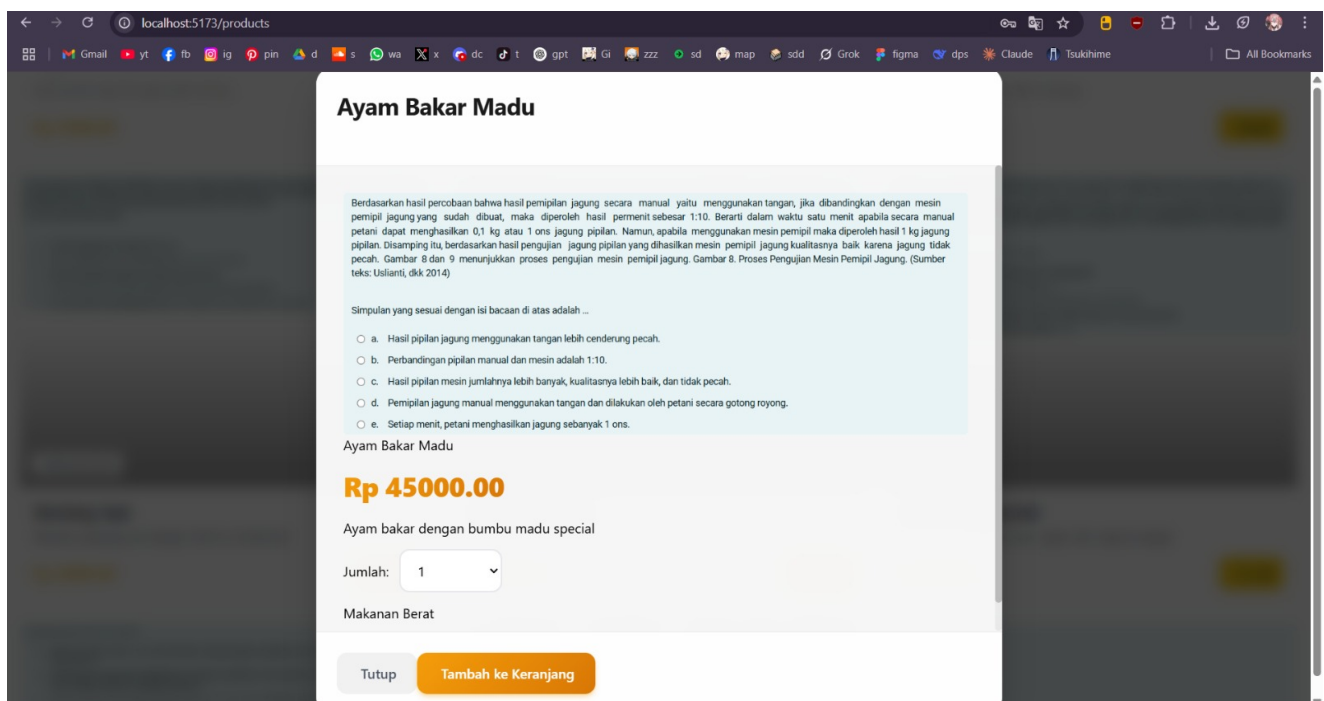 localhost:5173/products
Gmail yt fb ig pin d s wa x dc t gpt Gi zzz sd map sdd Grok figma dps Claude Tsukihime All Bookmarks
Ayam Bakar Madu
Berdasarkan hasil percobaan bahwa hasil pemipilan jagung secara manual yaitu menggunakan tangan, jika dibandingkan dengan mesin
pemipil jagung yang sudah dibuat, maka diperoleh hasil permenit sebesar 1:10. Berarti dalam waktu satu menit apabila secara manual
petani dapat menghasilkan 0,1 kg atau 1 ons jagung pipilan. Namun, apabila menggunakan mesin pemipil maka diperoleh hasil 1 kg jagung
pipilan. Disamping itu, berdasarkan hasil pengujian jagung pipilan yang dihasilkan mesin pemipil jagung kualitasnya baik karena jagung tidak
pecah. Gambar 8 dan 9 menunjukkan proses pengujian mesin pemipil jagung. Gambar 8. Proses Pengujian Mesin Pemipil Jagung. (Sumber
teks: Uslianti, dkk 2014)
Simpulan yang sesuai dengan isi bacaan di atas adalah ...
a. Hasil pipilan jagung menggunakan tangan lebih cenderung pecah.
b. Perbandingan pipilan manual dan mesin adalah 1:10.
c. Hasil pipilan mesin jumlahnya lebih banyak, kualitasnya lebih baik, dan tidak pecah.
d. Pemipilan jagung manual menggunakan tangan dan dilakukan oleh petani secara gotong royong.
e. Setiap menit, petani menghasilkan jagung sebanyak 1 ons.
Ayam Bakar Madu
Rp 45000.00
Ayam bakar dengan bumbu madu special
Jumlah: 1
Makanan Berat
Tutup Tambah ke Keranjang